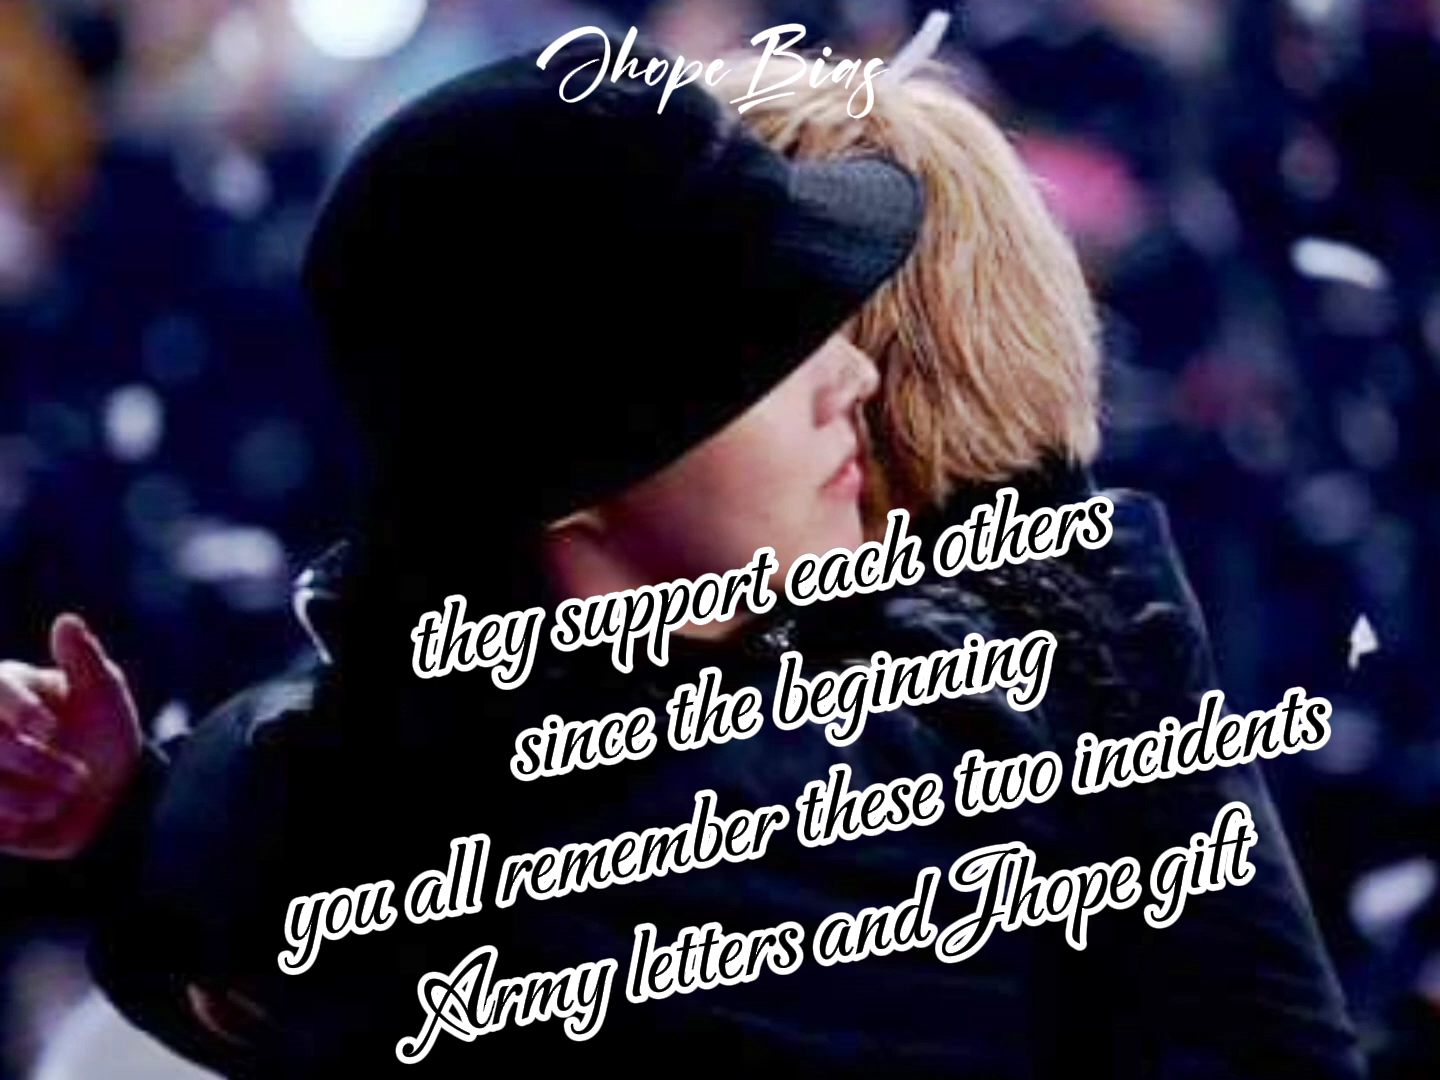 Jhope Bias
they support each others
since the beginning
you all remember these two incidents
Army letters and Jhope gift